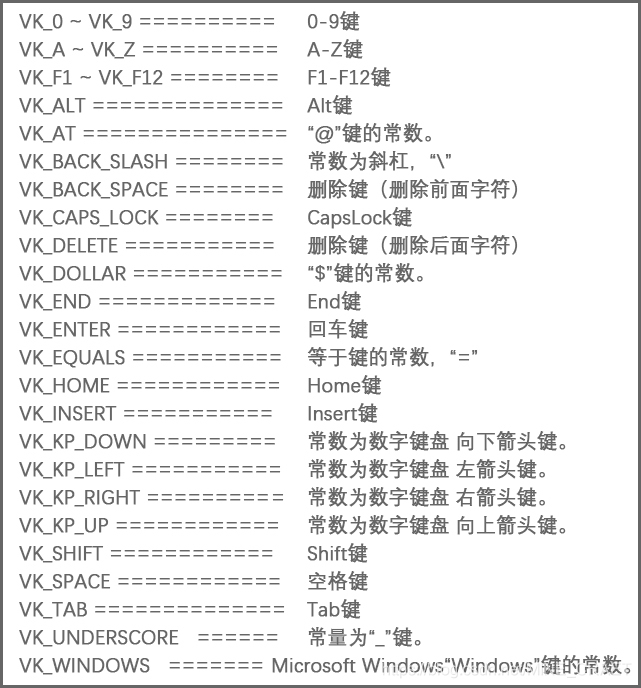 VK_0 ~ VK_9 ========== 0-9键
VK_A ~ VK_Z ========== A-Z键
VK_F1 ~ VK_F12 ======== F1-F12键
VK_ALT ============== Alt键
VK_AT =============== “@”键的常数。
VK_BACK_SLASH ======== 常数为斜杠，“\”
VK_BACK_SPACE ======== 删除键（删除前面字符）
VK_CAPS_LOCK ======== CapsLock键
VK_DELETE =========== 删除键（删除后面字符）
VK_DOLLAR =========== “$”键的常数。
VK_END ============= End键
VK_ENTER ============ 回车键
VK_EQUALS =========== 等于键的常数，“=”
VK_HOME ============ Home键
VK_INSERT =========== Insert键
VK_KP_DOWN ========= 常数为数字键盘 向下箭头键。
VK_KP_LEFT =========== 常数为数字键盘 左箭头键。
VK_KP_RIGHT ========== 常数为数字键盘 右箭头键。
VK_KP_UP ============ 常数为数字键盘 向上箭头键。
VK_SHIFT ============ Shift键
VK_SPACE ============ 空格键
VK_TAB ============== Tab键
VK_UNDERSCORE ====== 常量为“_”键。
VK_WINDOWS ======= Microsoft Windows“Windows”键的常数。